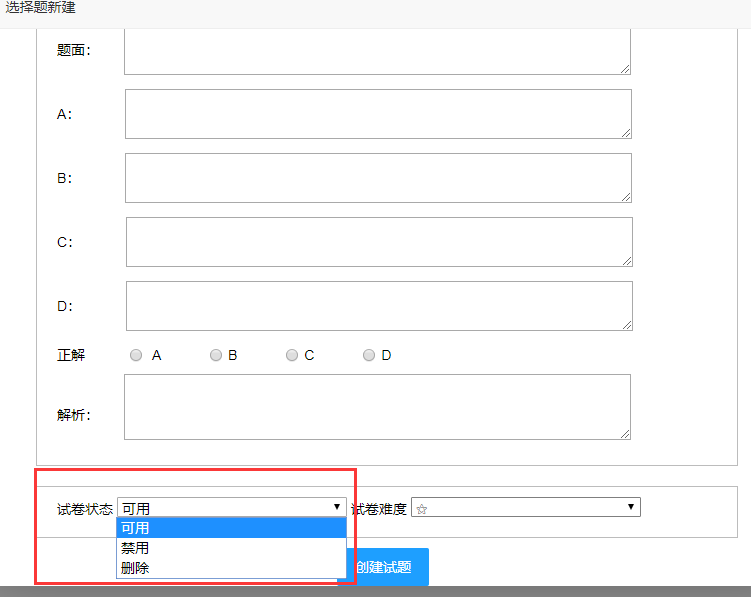 选择题新建
题面：
A：
B：
C：
D：
正解 A B C D
解析：
试卷状态 可用 试卷难度 ☆
可用
禁用
删除
创建试题